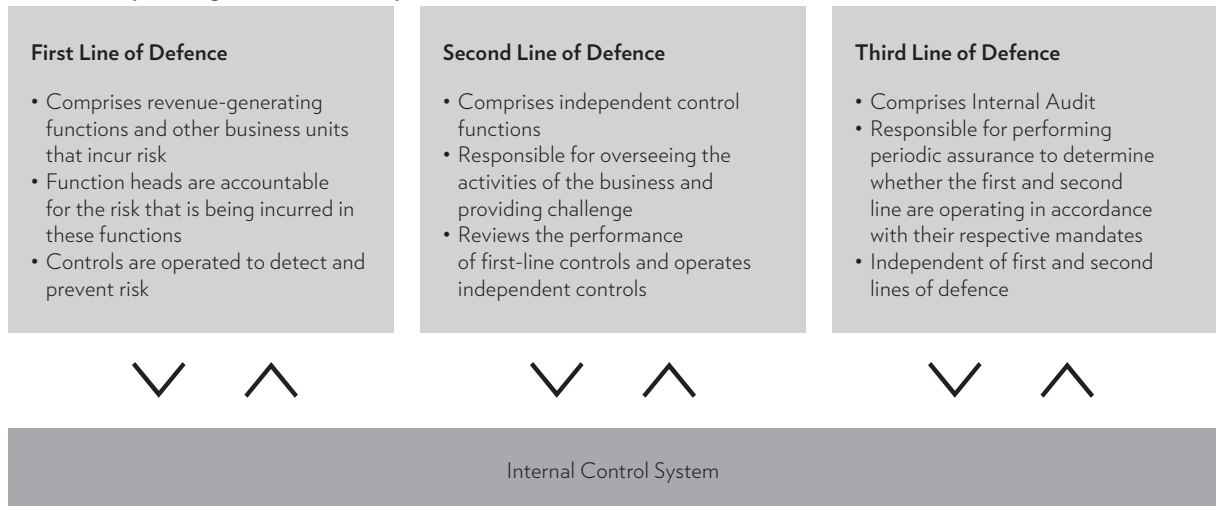 First Line of Defence
• Comprises revenue-generating
functions and other business units
that incur risk
• Function heads are accountable
for the risk that is being incurred in
these functions
• Controls are operated to detect and
prevent risk
Second Line of Defence
• Comprises independent control
functions
• Responsible for overseeing the
activities of the business and
providing challenge
• Reviews the performance
of first-line controls and operates
independent controls
Third Line of Defence
• Comprises Internal Audit
• Responsible for performing
periodic assurance to determine
whether the first and second
line are operating in accordance
with their respective mandates
• Independent of first and second
lines of defence
Internal Control System